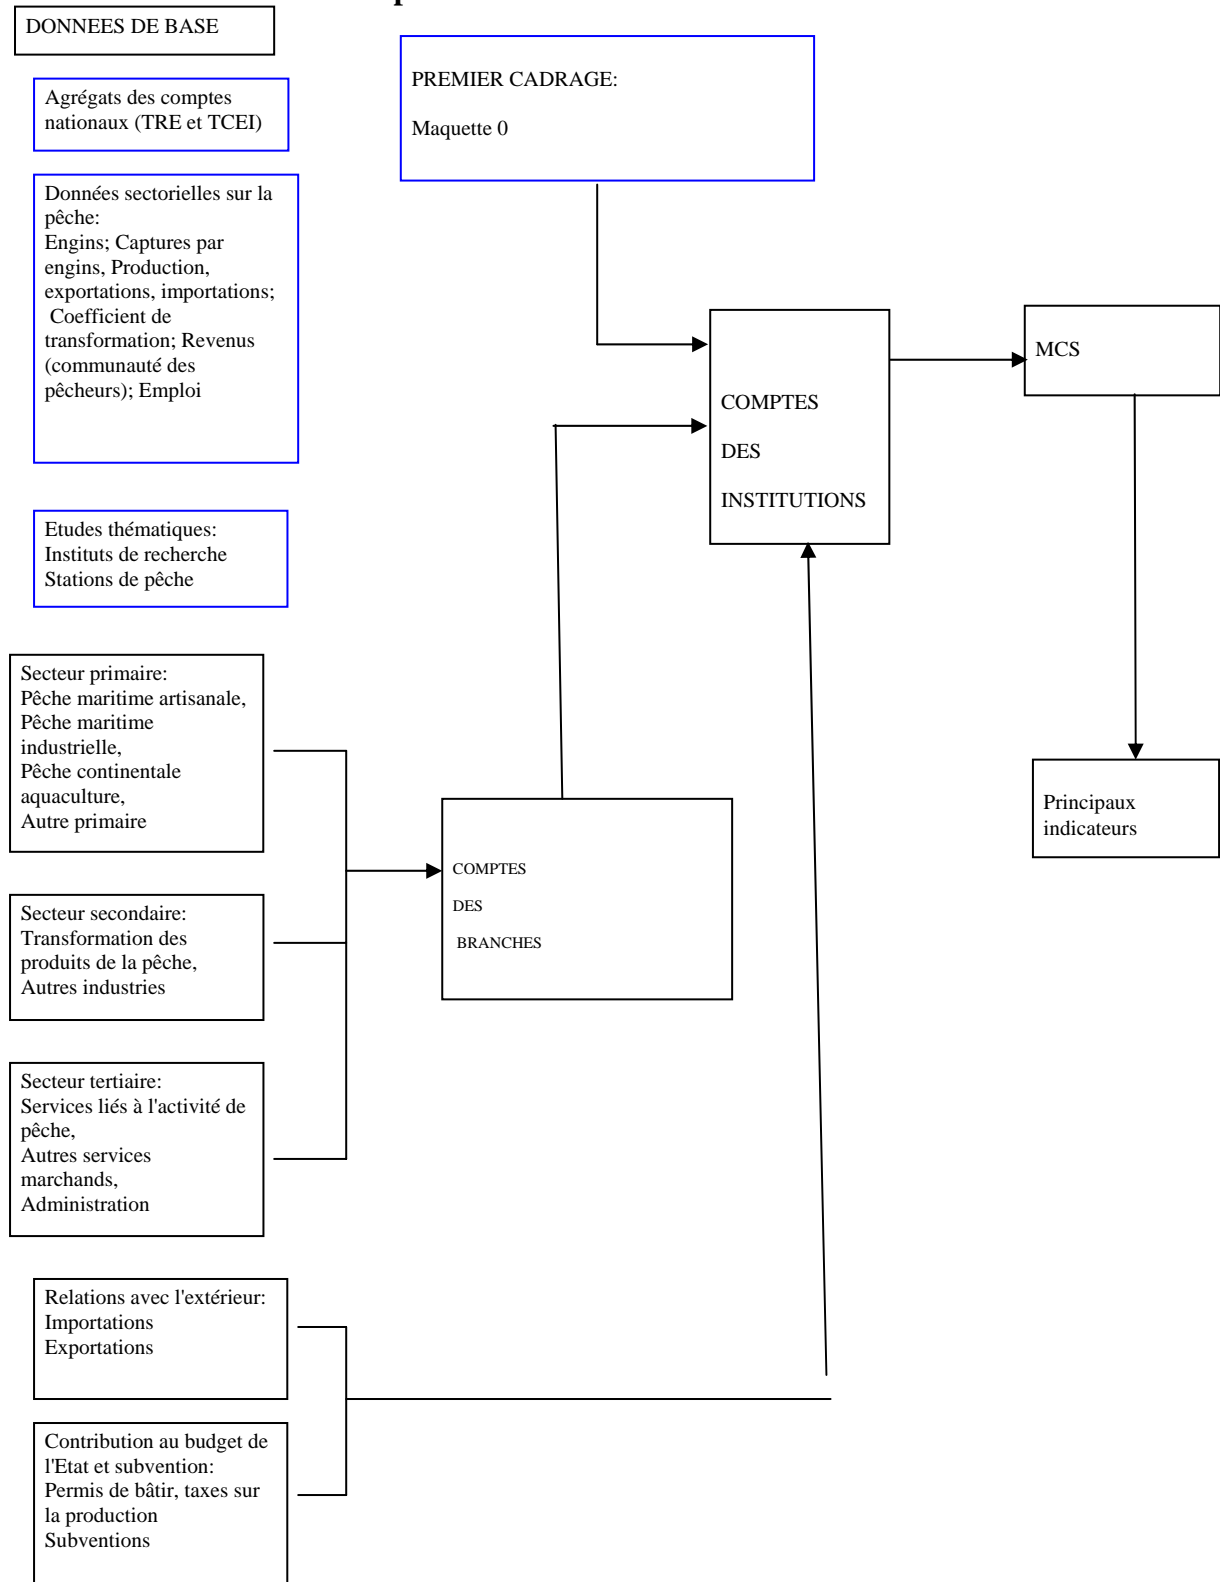 DONNEES DE BASE
Agrégats des comptes
nationaux (TRE et TCEI)
Données sectorielles sur la
pêche:
Engins; Captures par
engins, Production,
exportations, importations;
Coefficient de
transformation; Revenus
(communauté des
pêcheurs); Emploi
Etudes thématiques:
Instituts de recherche
Stations de pêche
PREMIER CADRAGE:
Maquette 0
COMPTES
DES
INSTITUTIONS
MCS
Principaux
indicateurs
Secteur primaire:
Pêche maritime artisanale,
Pêche maritime
industrielle,
Pêche continentale
aquaculture,
Autre primaire
Secteur secondaire:
Transformation des
produits de la pêche,
Autres industries
Secteur tertiaire:
Services liés à l'activité de
pêche,
Autres services
marchands,
Administration
COMPTES
DES
BRANCHES
Relations avec l'extérieur:
Importations
Exportations
Contribution au budget de
l'Etat et subvention:
Permis de bâtir, taxes sur
la production
Subventions